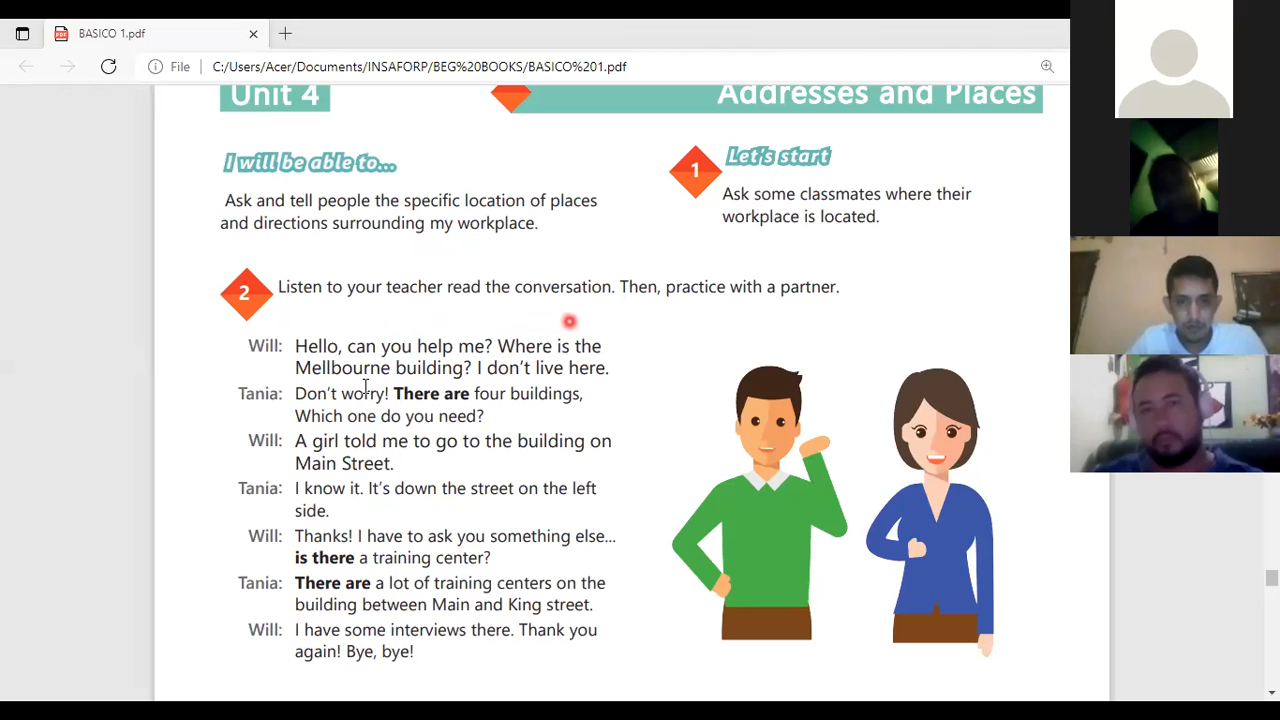 BASICO 1.pdf
File
C:/Users/Acer/Documents/INSAFORP/BEG%20BOOKS/BASICO%201.pdf
Unit 4
Addresses and Places
I will be able to...
Ask and tell people the specific location of places
and directions surrounding my workplace.
1
Let's start
Ask some classmates where their
workplace is located.
2
Listen to your teacher read the conversation. Then, practice with a partner.
Will: Hello, can you help me? Where is the
Mellbourne building? I don't live here.
Tania: Don't worry! There are four buildings,
Which one do you need?
Will: A girl told me to go to the building on
Main Street.
Tania: I know it. It's down the street on the left
side.
Will: Thanks! I have to ask you something else...
is there a training center?
Tania: There are a lot of training centers on the
building between Main and King street.
Will: I have some interviews there. Thank you
again! Bye, bye!